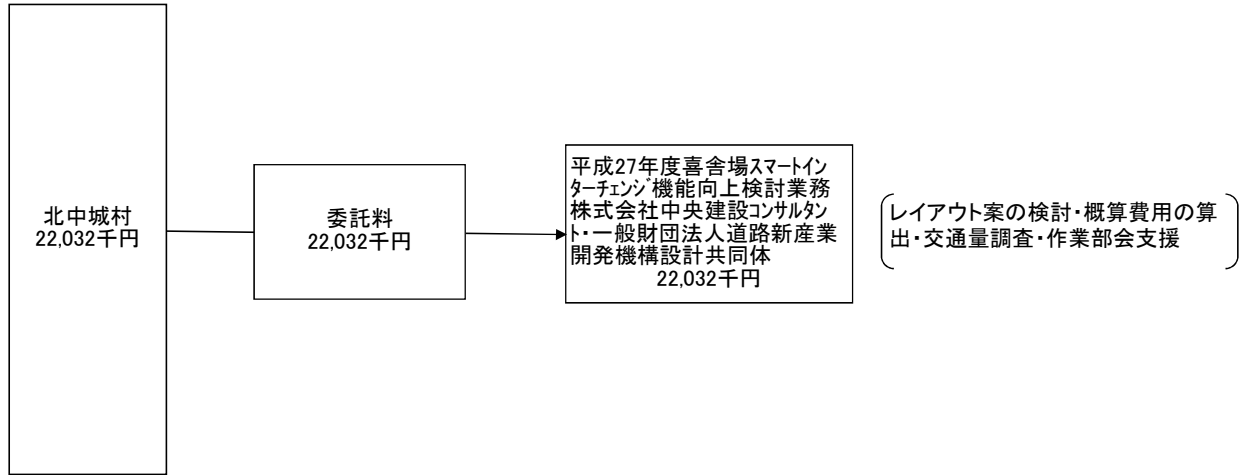 北中城村
22,032千円
委託料
22,032千円
平成27年度喜舎場スマートイン
ターチェンジ機能向上検討業務
株式会社中央建設コンサルタン
ト・一般財団法人道路新産業
開発機構設計共同体
22,032千円
レイアウト案の検討・概算費用の算
出・交通量調査・作業部会支援